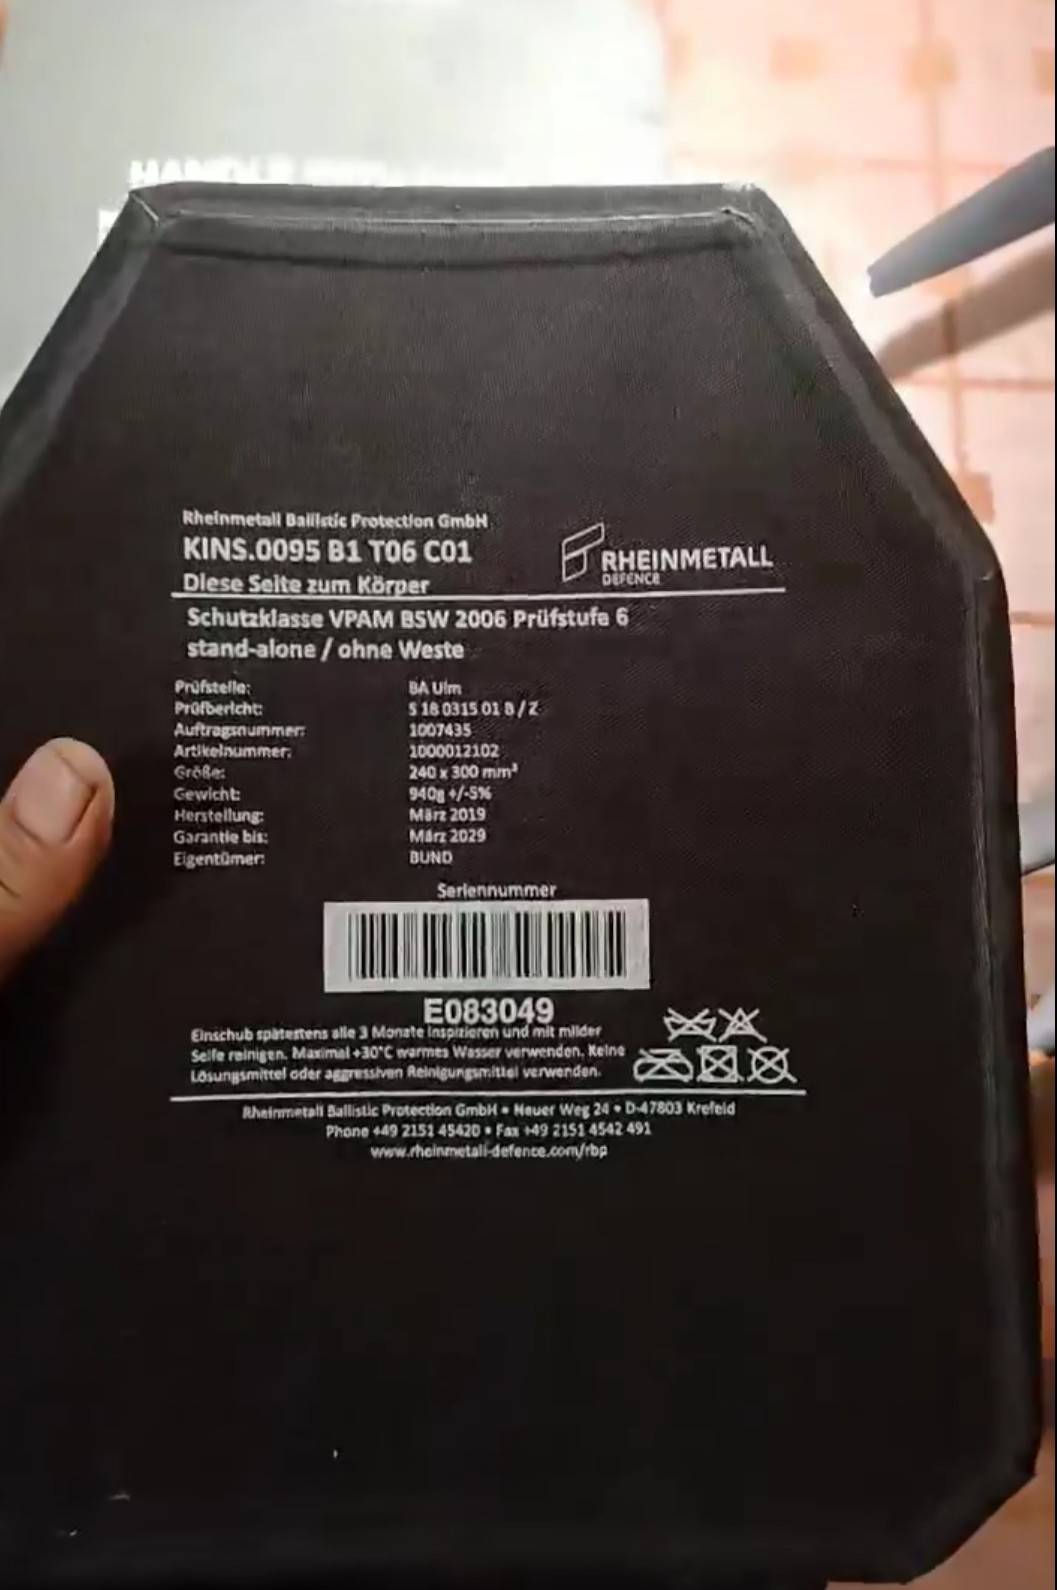 HANDLE
Rheinmetall Ballistic Protection GmbH
KINS.0095 B1 T06 C01
Diese Seite zum Körper
RHEINMETALL
DEFENCE
Schutzklasse VPAM BSW 2006 Prüfstufe 6
stand-alone / ohne Weste
Prüfstelle: BA Ulm
Prüfbericht: S 18 0315 01 B / Z
Auftragsnummer: 1007435
Artikelnummer: 1000012102
Größe: 240 x 300 mm²
Gewicht: 940g +/-5%
Herstellung: März 2019
Garantie bis: März 2029
Eigentümer: BUND
Seriennummer
E083049
Einschub spätestens alle 3 Monate inspizieren und mit milder
Seife reinigen. Maximal +30°C warmes Wasser verwenden. Keine
Lösungsmittel oder aggressiven Reinigungsmittel verwenden.
Rheinmetall Ballistic Protection GmbH • Neuer Weg 24 • D-47803 Krefeld
Phone +49 2151 45420 • Fax +49 2151 4542 491
www.rheinmetall-defence.com/rbp